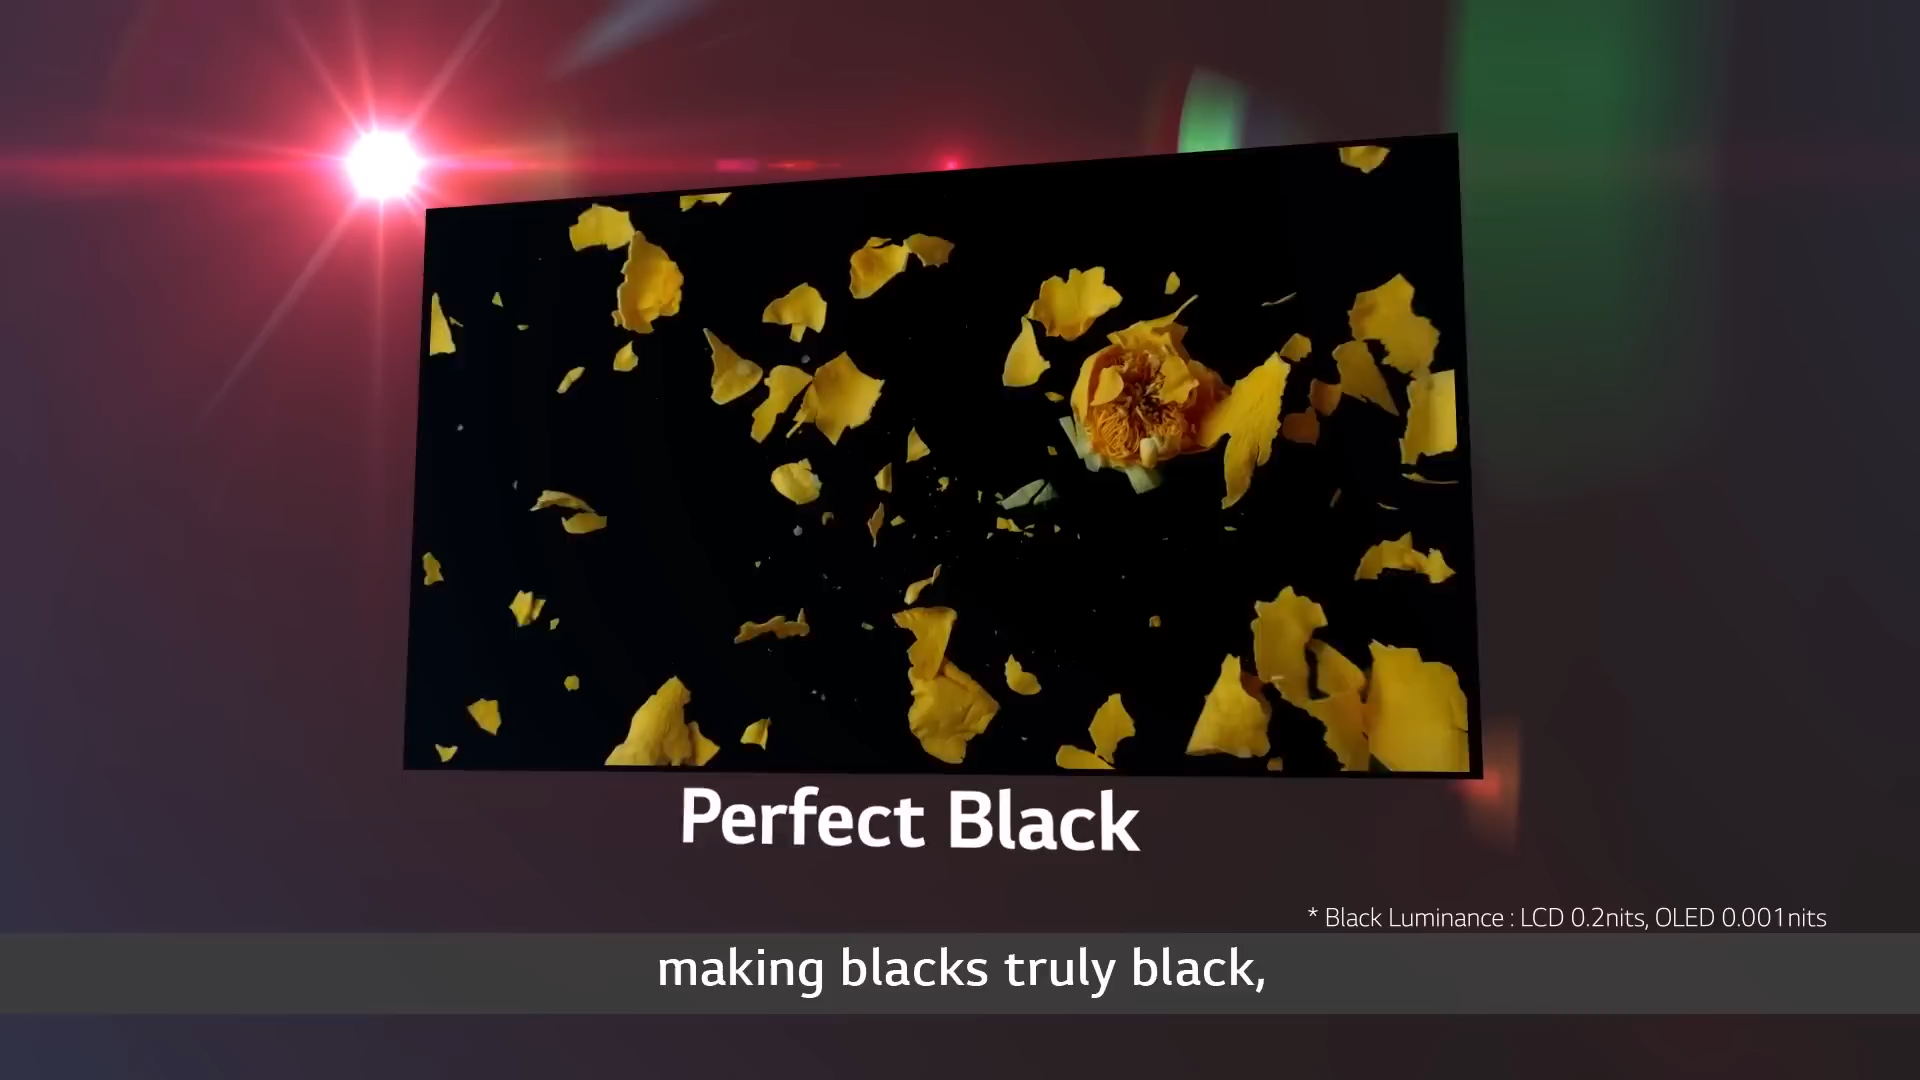 Perfect Black
* Black Luminance : LCD 0.2nits, OLED 0.001nits
making blacks truly black,